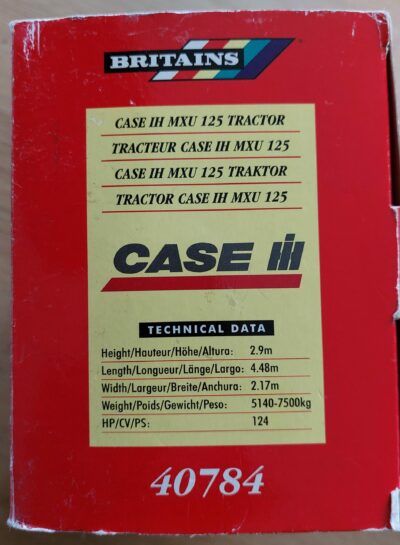 BRITAINS
CASE IH MXU 125 TRACTOR
TRACTEUR CASE IH MXU 125
CASE IH MXU 125 TRAKTOR
TRACTOR CASE IH MXU 125
CASE IH
TECHNICAL DATA
Height/Hauteur/Höhe/Altura: 2.9m
Length/Longueur/Länge/Largo: 4.48m
Width/Largeur/Breite/Anchura: 2.17m
Weight/Poids/Gewicht/Peso: 5140-7500kg
HP/CV/PS: 124
40784